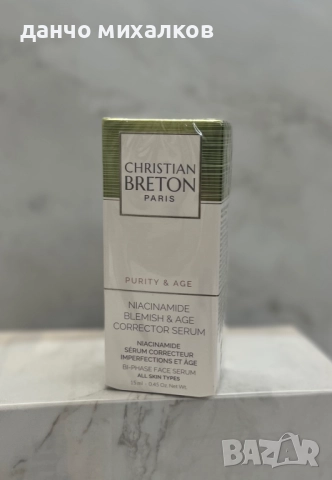 данчо михалков
CHRISTIAN
BRETON
PARIS
PURITY & AGE
NIACINAMIDE
BLEMISH & AGE
CORRECTOR SERUM
NIACINAMIDE
SÉRUM CORRECTEUR
IMPERFECTIONS ET ÂGE
BI-PHASE FACE SERUM
ALL SKIN TYPES
BAZAR